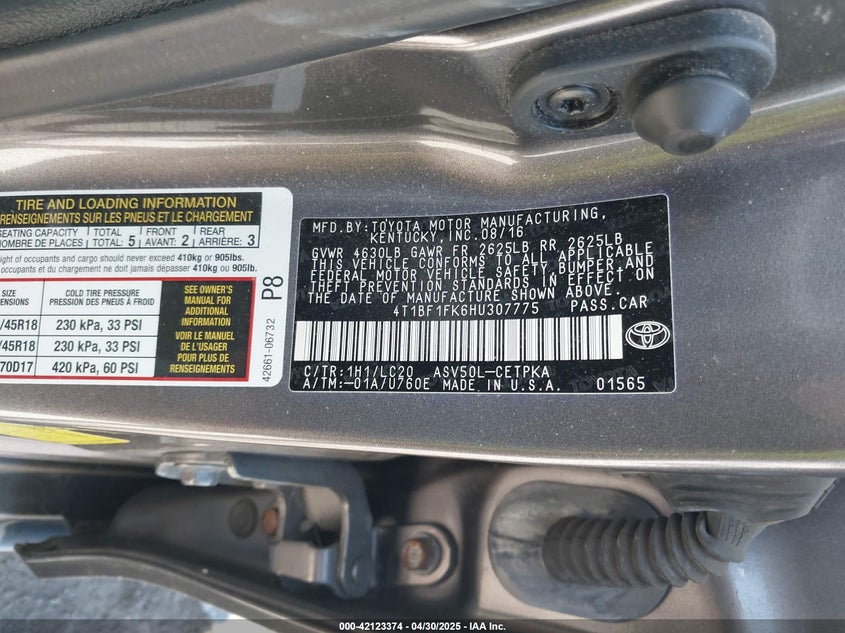 TIRE AND LOADING INFORMATION
RENSEIGNEMENTS SUR LES PNEUS ET LE CHARGEMENT
SEATING CAPACITY TOTAL FRONT REAR
NOMBRE DE PLACES TOTAL: 5 AVANT: 2 ARRIÈRE: 3
ight of occupants and cargo should never exceed 410kg or 905lbs.
des occupants et du chargement ne doit jamais dépasser 410kg ou 905lb.
SIZE COLD TIRE PRESSURE
ENSIONS PRESSION DES PNEUS À FROID
/45R18 230 kPa, 33 PSI
/45R18 230 kPa, 33 PSI
70D17 420 kPa, 60 PSI
SEE OWNER'S
MANUAL FOR
ADDITIONAL
INFORMATION
VOIR LE MANUEL
DE L'USAGER
POUR PLUS DE
RENSEIGNEMENTS
P8
42661-06732
MFD.BY:TOYOTA MOTOR MANUFACTURING,
KENTUCKY, INC.08/16
GVWR 4630LB GAWR FR 2625LB RR 2625LB
THIS VEHICLE CONFORMS TO ALL APPLICABLE
FEDERAL MOTOR VEHICLE SAFETY, BUMPER, AND
THEFT PREVENTION STANDARDS IN EFFECT ON
THE DATE OF MANUFACTURE SHOWN ABOVE.
4T1BF1FK6HU307775 PASS.CAR
C/TR:1H1/LC20 ASV50L-CETPKA
A/TM:-01A/U760E MADE IN U.S.A. 01565
000-42123374 - 04/30/2025 - IAA Inc.